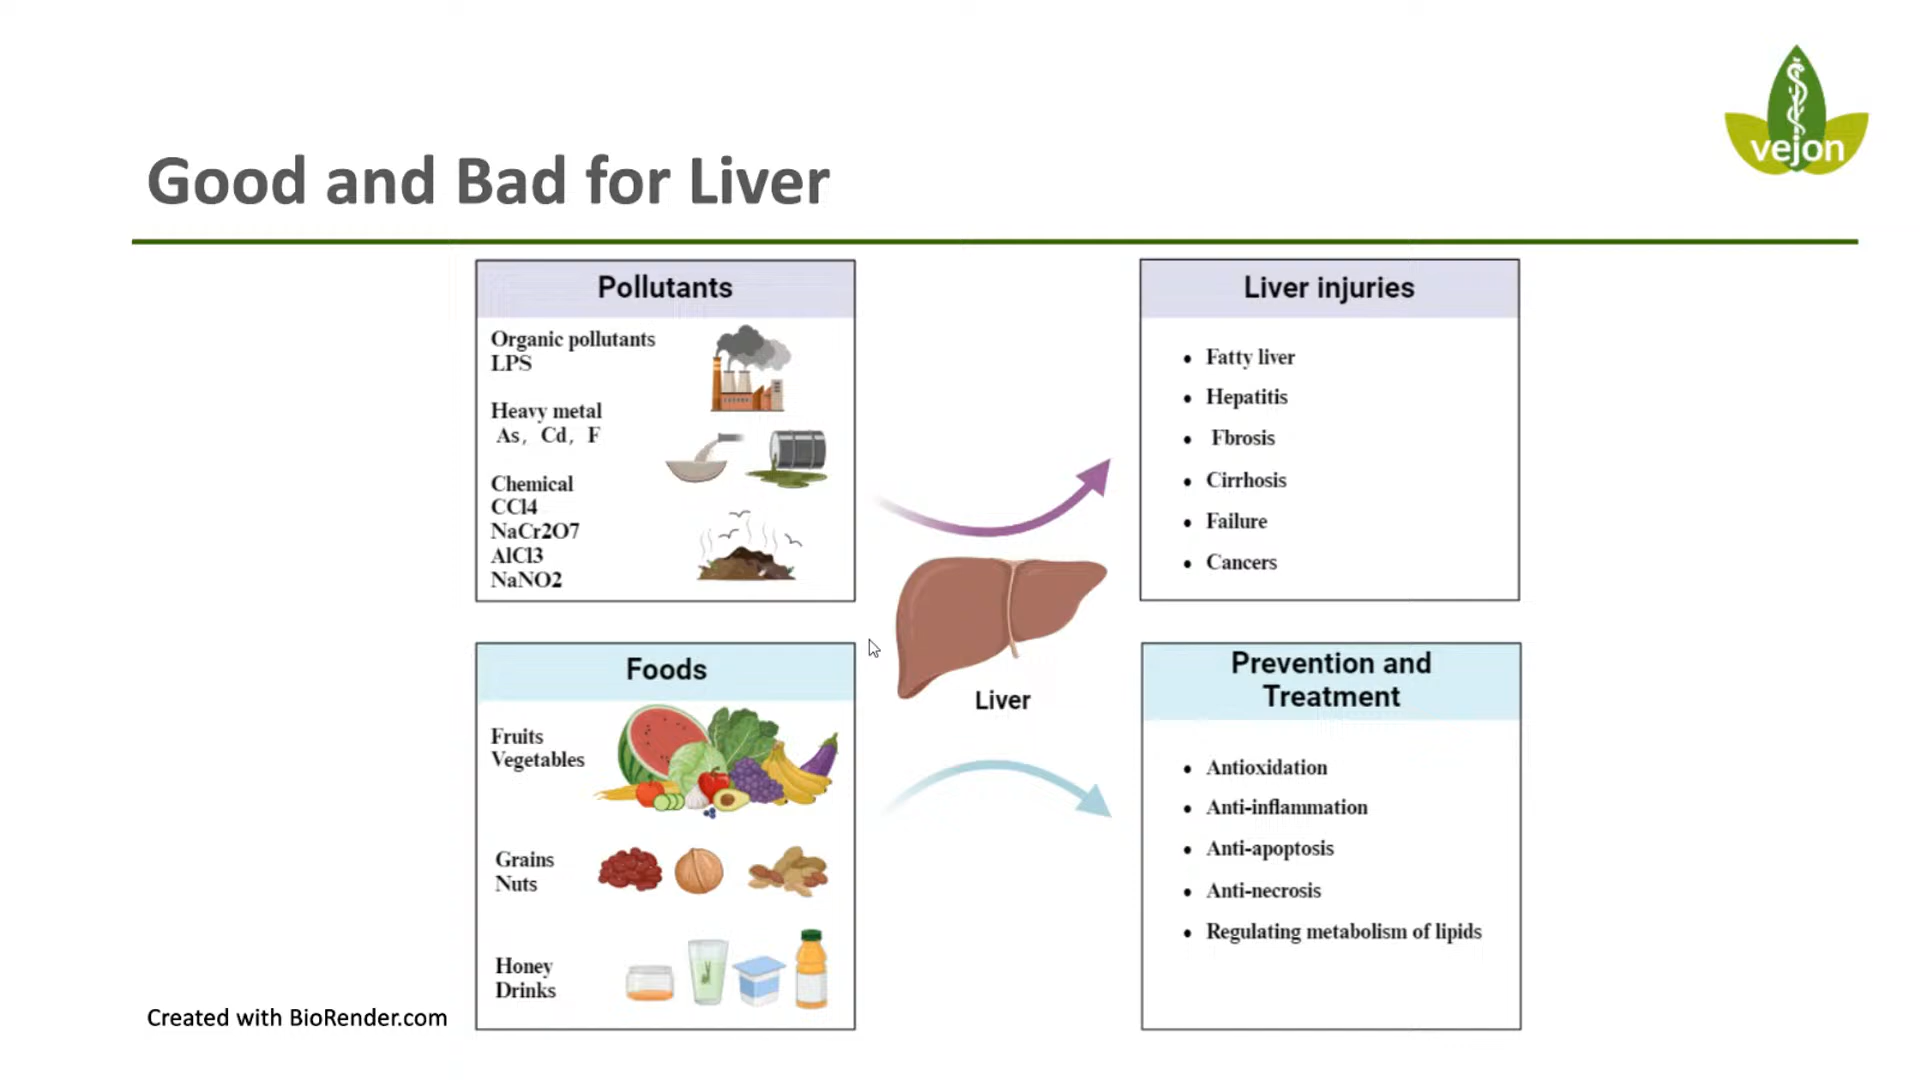 vejon
Good and Bad for Liver
Pollutants
Organic pollutants
LPS
Heavy metal
As, Cd, F
Chemical
CCl4
NaCr2O7
AlCl3
NaNO2
Liver injuries
• Fatty liver
• Hepatitis
• Fbrosis
• Cirrhosis
• Failure
• Cancers
Liver
Foods
Fruits
Vegetables
Grains
Nuts
Honey
Drinks
Prevention and
Treatment
• Antioxidation
• Anti-inflammation
• Anti-apoptosis
• Anti-necrosis
• Regulating metabolism of lipids
Created with BioRender.com